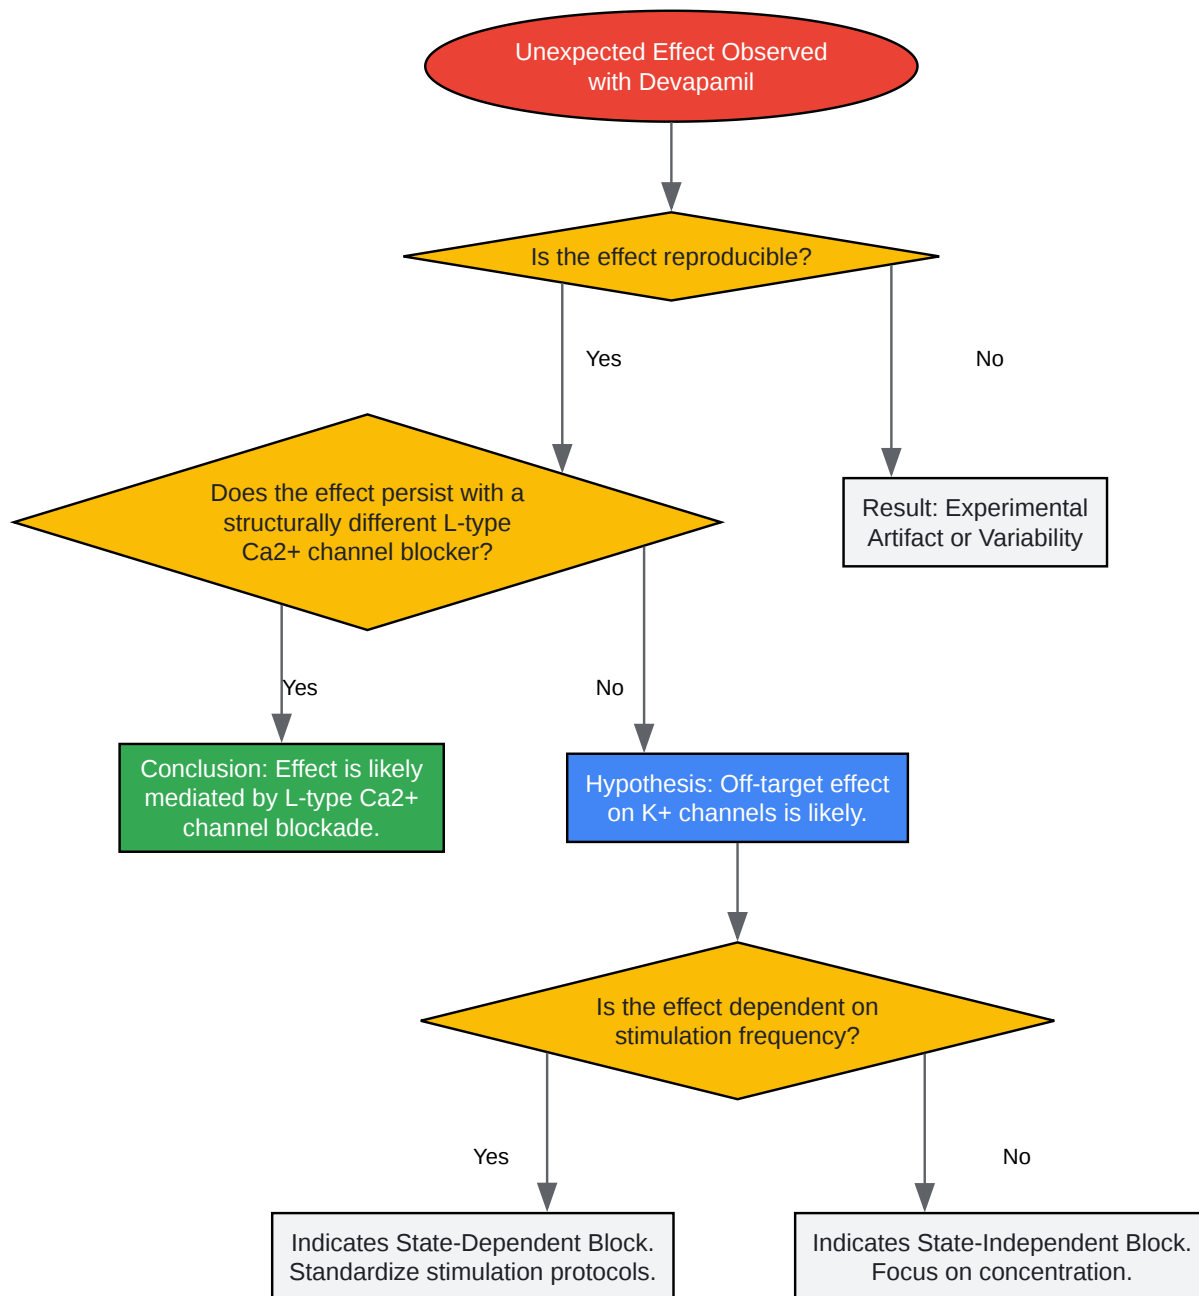 Unexpected Effect Observed
with Devapamil
Is the effect reproducible?
Yes
No
Does the effect persist with a
structurally different L-type
Ca2+ channel blocker?
Result: Experimental
Artifact or Variability
Yes
No
Conclusion: Effect is likely
mediated by L-type Ca2+
channel blockade.
Hypothesis: Off-target effect
on K+ channels is likely.
Is the effect dependent on
stimulation frequency?
Yes
No
Indicates State-Dependent Block.
Standardize stimulation protocols.
Indicates State-Independent Block.
Focus on concentration.